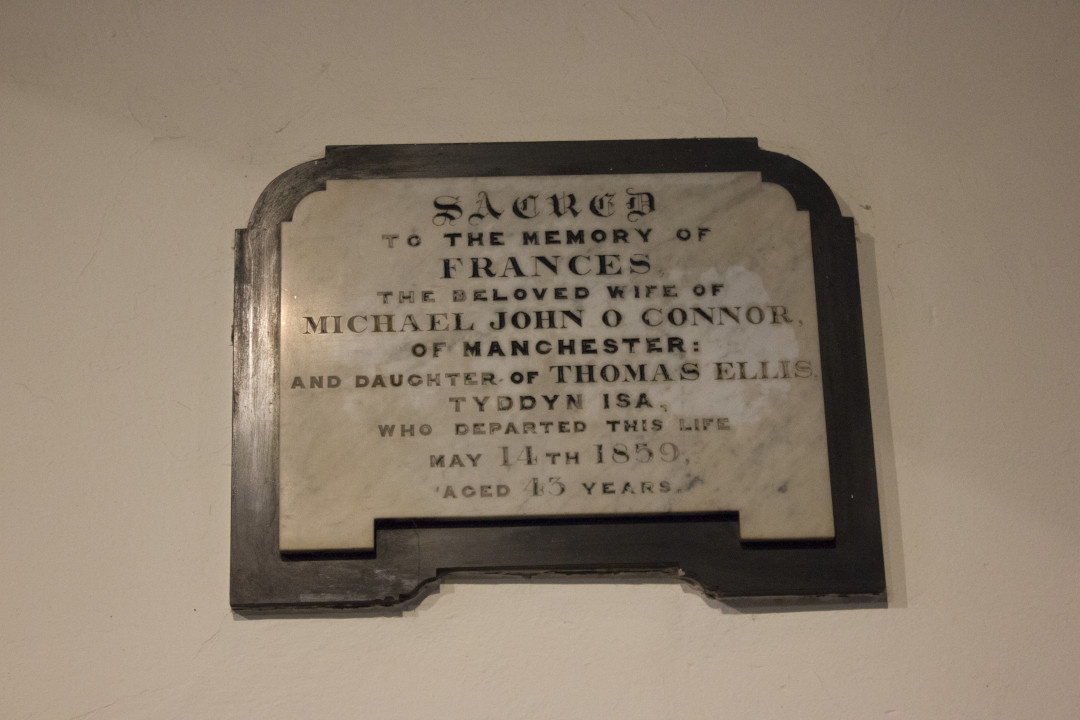 SACRED
TO THE MEMORY OF
FRANCES,
THE BELOVED WIFE OF
MICHAEL JOHN O CONNOR,
OF MANCHESTER:
AND DAUGHTER OF THOMAS ELLIS,
TYDDYN ISA,
WHO DEPARTED THIS LIFE
MAY 14TH 1859,
AGED 43 YEARS.